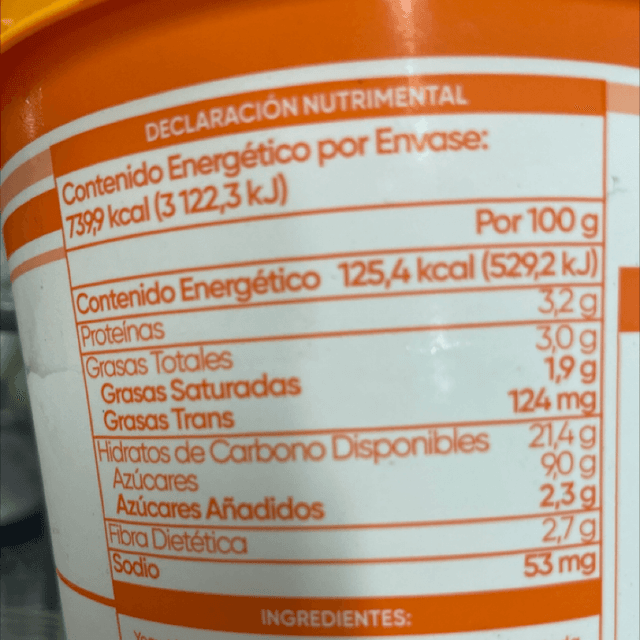 DECLARACIÓN NUTRIMENTAL
Contenido Energético por Envase:
739,9 kcal (3 122,3 kJ)
Por 100 g
Contenido Energético 125,4 kcal (529,2 kJ)
Proteínas 3,2 g
Grasas Totales 3,0 g
Grasas Saturadas 1,9 g
Grasas Trans 124 mg
Hidratos de Carbono Disponibles 21,4 g
Azúcares 9,0 g
Azúcares Añadidos 2,3 g
Fibra Dietética 2,7 g
Sodio 53 mg
INGREDIENTES: